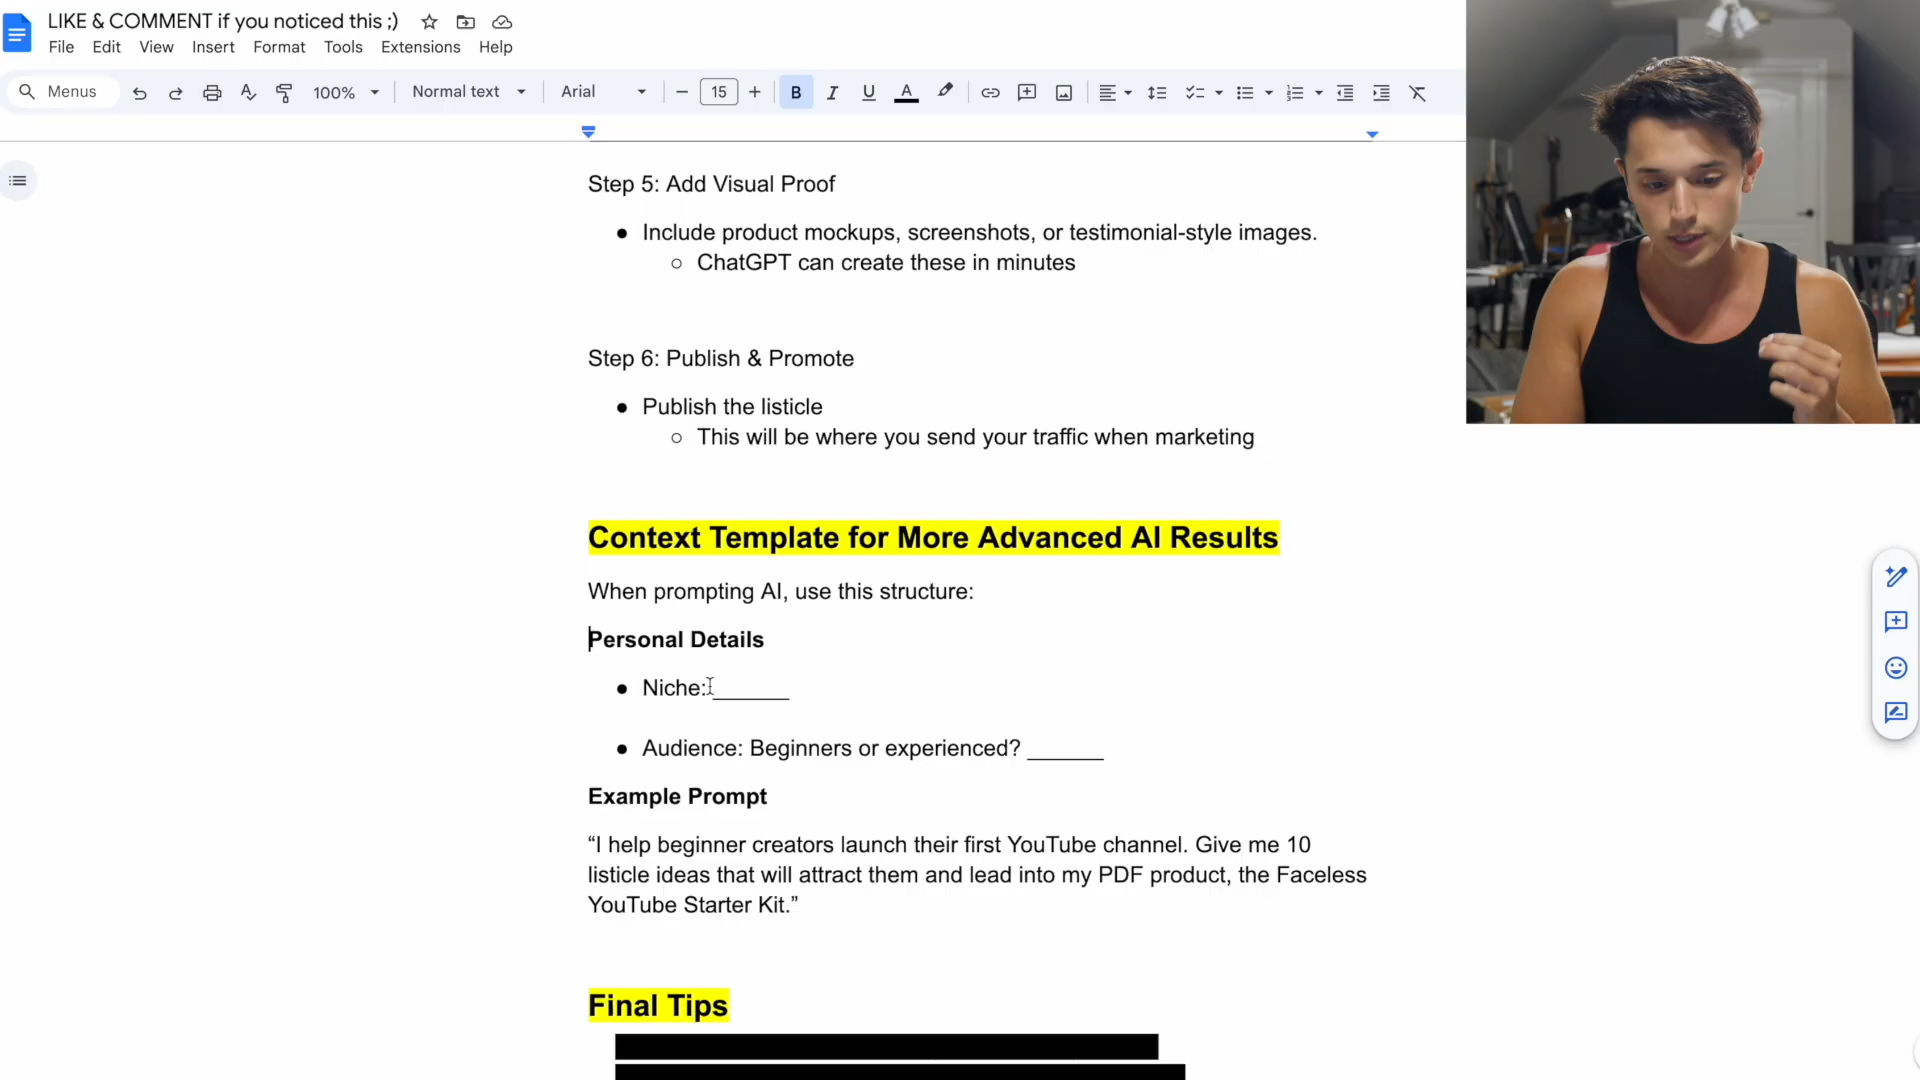 LIKE & COMMENT if you noticed this ;)
File Edit View Insert Format Tools Extensions Help
Menus 100% Normal text Arial 15 B I U A
Step 5: Add Visual Proof
● Include product mockups, screenshots, or testimonial-style images.
○ ChatGPT can create these in minutes
Step 6: Publish & Promote
● Publish the listicle
○ This will be where you send your traffic when marketing
Context Template for More Advanced AI Results
When prompting AI, use this structure:
Personal Details
● Niche: ______
● Audience: Beginners or experienced? ______
Example Prompt
“I help beginner creators launch their first YouTube channel. Give me 10
listicle ideas that will attract them and lead into my PDF product, the Faceless
YouTube Starter Kit.”
Final Tips